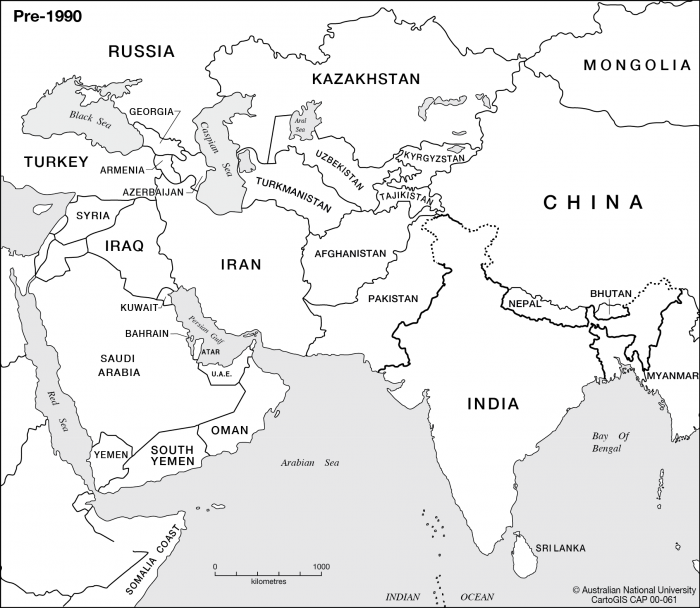 Pre-1990
RUSSIA
KAZAKHSTAN
MONGOLIA
Black Sea
GEORGIA
Caspian Sea
Aral
Sea
TURKEY
ARMENIA
AZERBAIJAN
UZBEKISTAN
KYRGYZSTAN
TURKMANISTAN
TAJIKISTAN
CHINA
SYRIA
IRAQ
IRAN
AFGHANISTAN
PAKISTAN
NEPAL
BHUTAN
KUWAIT
BAHRAIN
Persian Gulf
ATAR
U.A.E.
SAUDI
ARABIA
MYANMAR
Red Sea
INDIA
OMAN
YEMEN
SOUTH
YEMEN
Arabian Sea
Bay Of
Bengal
SOMALIA COAST
SRI LANKA
0 1000
kilometres
INDIAN OCEAN
© Australian National University
CartoGIS CAP 00-061